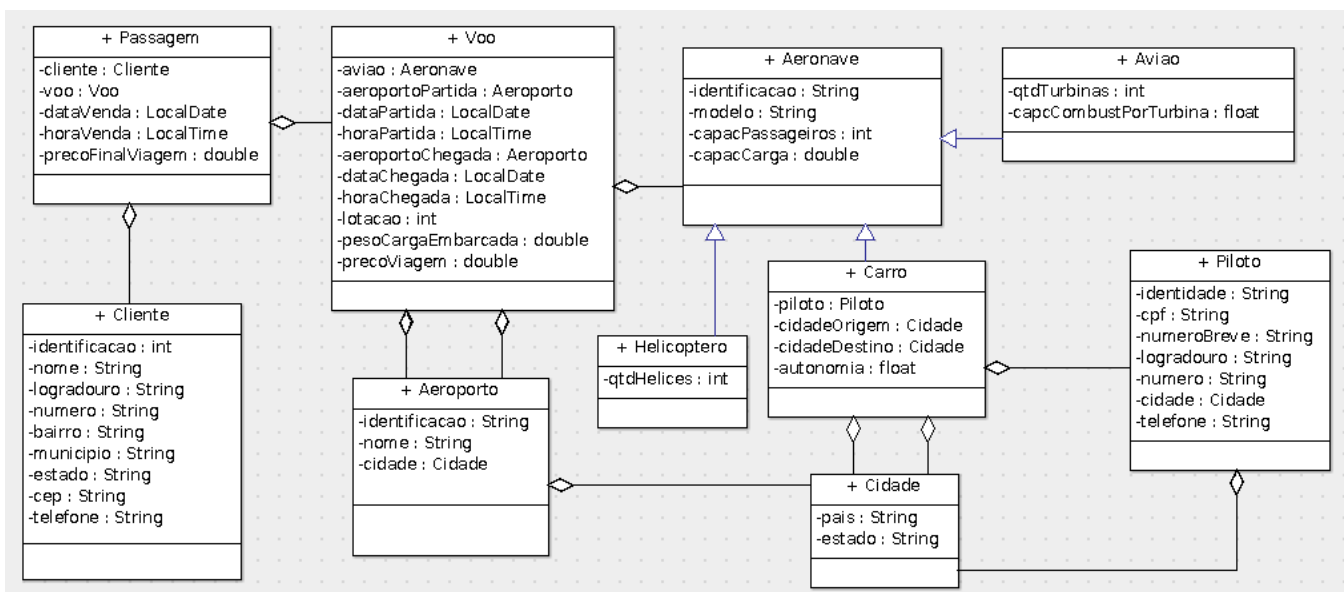 + Passagem
-cliente : Cliente
-voo : Voo
-dataVenda : LocalDate
-horaVenda : LocalTime
-precoFinalViagem : double
+ Voo
-aviao : Aeronave
-aeroportoPartida : Aeroporto
-dataPartida : LocalDate
-horaPartida : LocalTime
-aeroportoChegada : Aeroporto
-dataChegada : LocalDate
-horaChegada : LocalTime
-lotacao : int
-pesoCargaEmbarcada : double
-precoViagem : double
+ Aeronave
-identificacao : String
-modelo : String
-capacPassageiros : int
-capacCarga : double
+ Aviao
-qtdTurbinas : int
-capcCombustPorTurbina : float
+ Cliente
-identificacao : int
-nome : String
-logradouro : String
-numero : String
-bairro : String
-municipio : String
-estado : String
-cep : String
-telefone : String
+ Aeroporto
-identificacao : String
-nome : String
-cidade : Cidade
+ Helicoptero
-qtdHelices : int
+ Carro
-piloto : Piloto
-cidadeOrigem : Cidade
-cidadeDestino : Cidade
-autonomia : float
+ Piloto
-identidade : String
-cpf : String
-numeroBreve : String
-logradouro : String
-numero : String
-cidade : Cidade
-telefone : String
+ Cidade
-pais : String
-estado : String